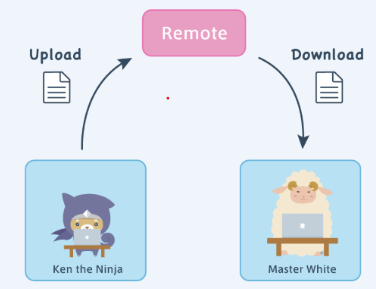 Remote
Upload
Download
Ken the Ninja
Master White